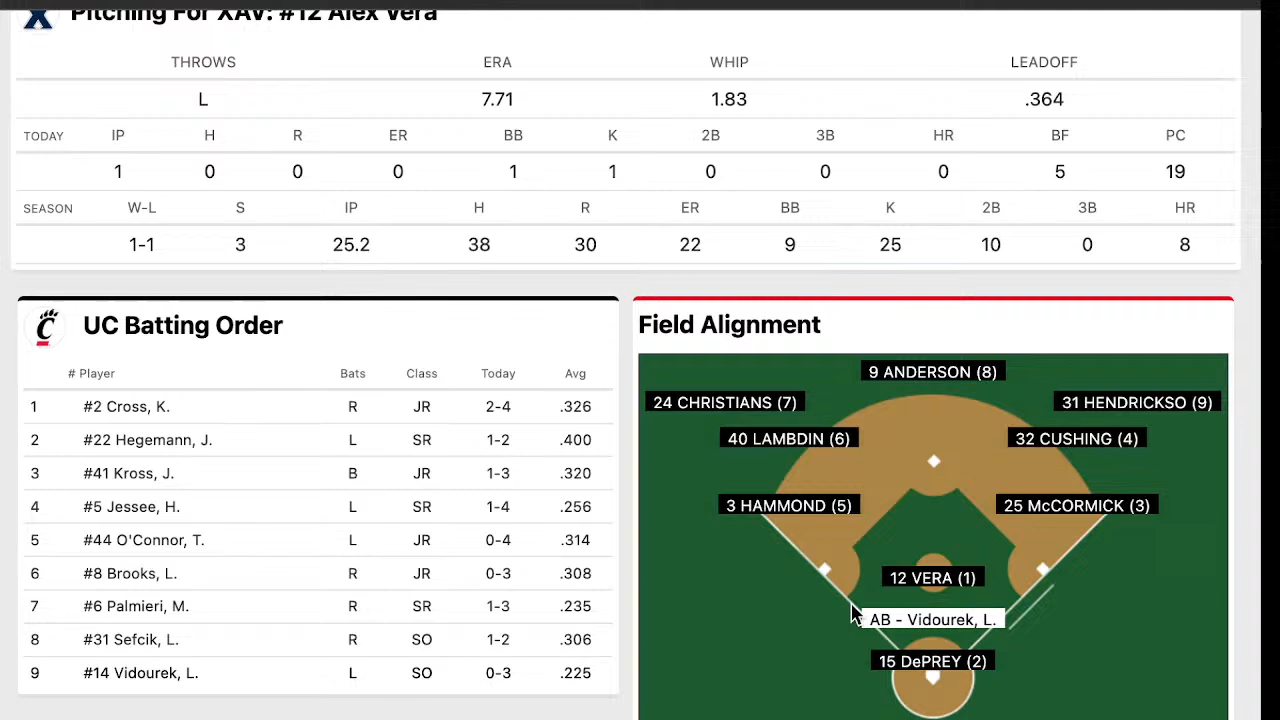 Pitching For XAV: #12 Alex Vera
THROWS ERA WHIP LEADOFF
L 7.71 1.83 .364
TODAY IP H R ER BB K 2B 3B HR BF PC
1 0 0 0 1 1 0 0 0 5 19
SEASON W-L S IP H R ER BB K 2B 3B HR
1-1 3 25.2 38 30 22 9 25 10 0 8
UC Batting Order
# Player Bats Class Today Avg
1 #2 Cross, K. R JR 2-4 .326
2 #22 Hegemann, J. L SR 1-2 .400
3 #41 Kross, J. B JR 1-3 .320
4 #5 Jessee, H. L SR 1-4 .256
5 #44 O'Connor, T. L JR 0-4 .314
6 #8 Brooks, L. R JR 0-3 .308
7 #6 Palmieri, M. R SR 1-3 .235
8 #31 Sefcik, L. R SO 1-2 .306
9 #14 Vidourek, L. L SO 0-3 .225
Field Alignment
9 ANDERSON (8)
24 CHRISTIANS (7) 31 HENDRICKSO (9)
40 LAMBDIN (6) 32 CUSHING (4)
3 HAMMOND (5) 25 McCORMICK (3)
12 VERA (1)
AB - Vidourek, L.
15 DePREY (2)